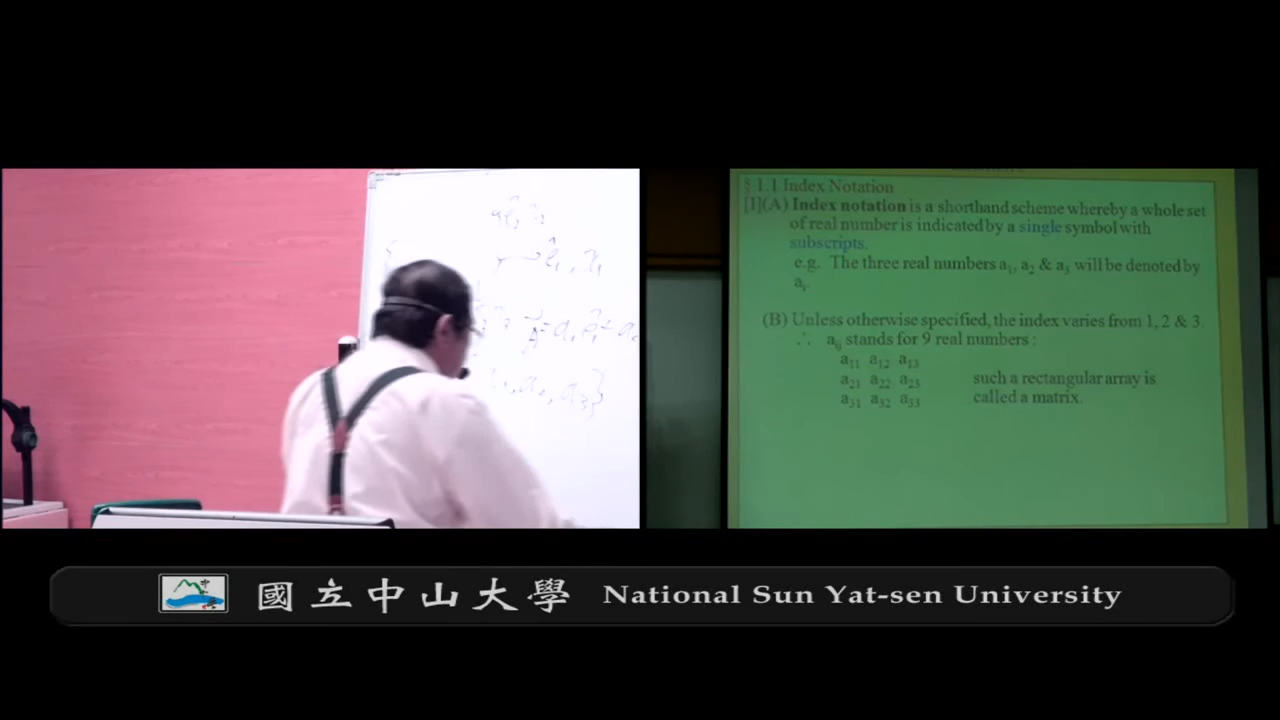 § 1.1 Index Notation
[I](A) Index notation is a shorthand scheme whereby a whole set
of real number is indicated by a single symbol with
subscripts.
e.g. The three real numbers a₁, a₂ & a₃ will be denoted by
aᵢ.
(B) Unless otherwise specified, the index varies from 1, 2 & 3.
∴ aᵢⱼ stands for 9 real numbers :
a₁₁ a₁₂ a₁₃
a₂₁ a₂₂ a₂₃ such a rectangular array is
a₃₁ a₃₂ a₃₃ called a matrix.
國立中山大學 National Sun Yat-sen University